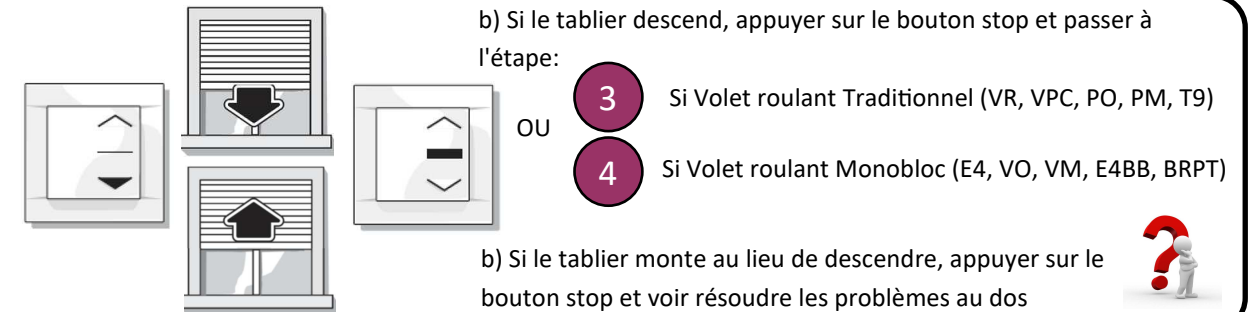 b) Si le tablier descend, appuyer sur le bouton stop et passer à
l'étape:
3 Si Volet roulant Traditionnel (VR, VPC, PO, PM, T9)
OU
4 Si Volet roulant Monobloc (E4, VO, VM, E4BB, BRPT)
b) Si le tablier monte au lieu de descendre, appuyer sur le
bouton stop et voir résoudre les problèmes au dos